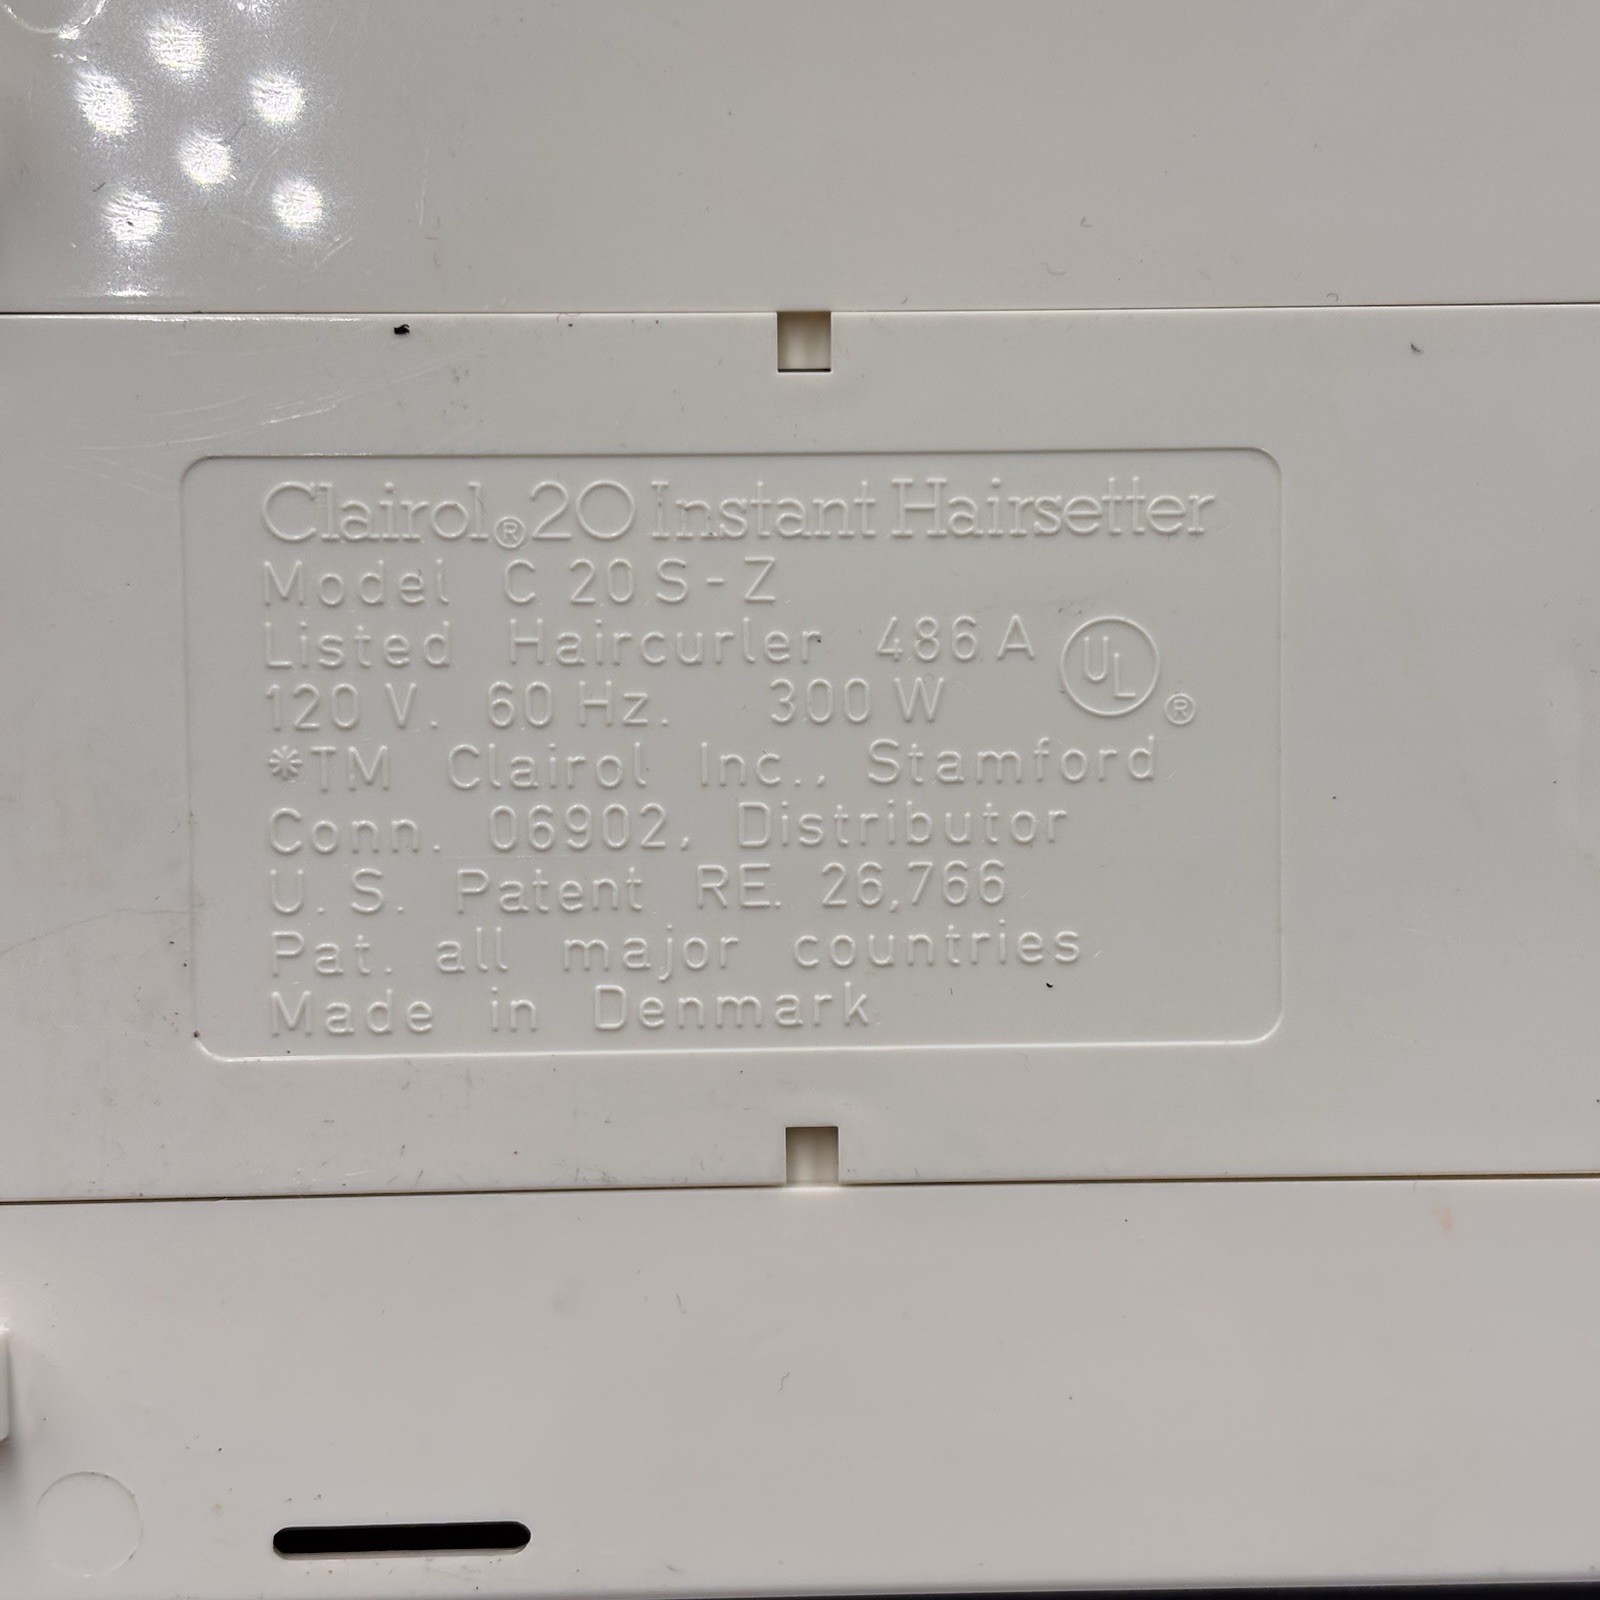 Clairol® 20 Instant Hairsetter
Model C 20 S-Z
Listed Haircurler 486 A UL ®
120 V. 60 Hz. 300 W
*TM Clairol Inc., Stamford
Conn. 06902, Distributor
U. S. Patent RE. 26,766
Pat. all major countries
Made in Denmark